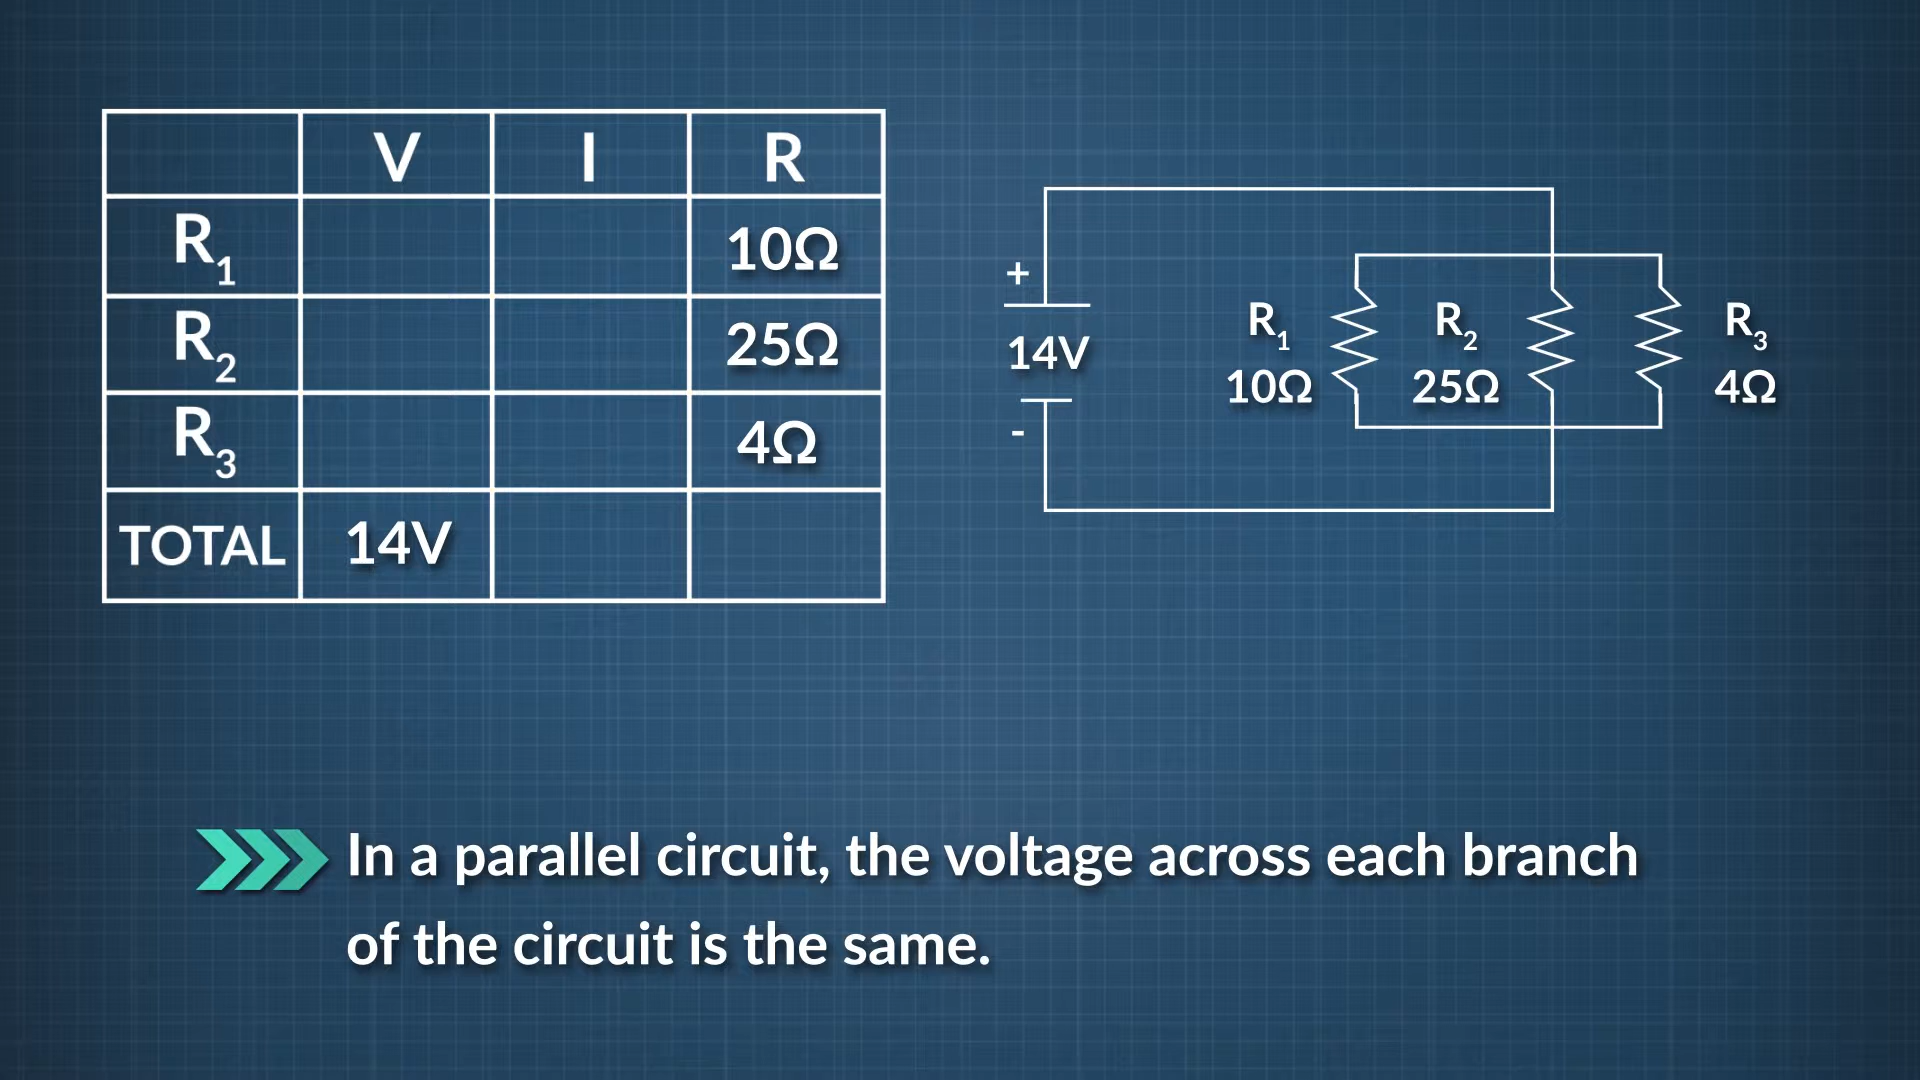 V I R
R₁ 10Ω
R₂ 25Ω
R₃ 4Ω
TOTAL 14V
+
14V
-
R₁
10Ω
R₂
25Ω
R₃
4Ω
In a parallel circuit, the voltage across each branch
of the circuit is the same.